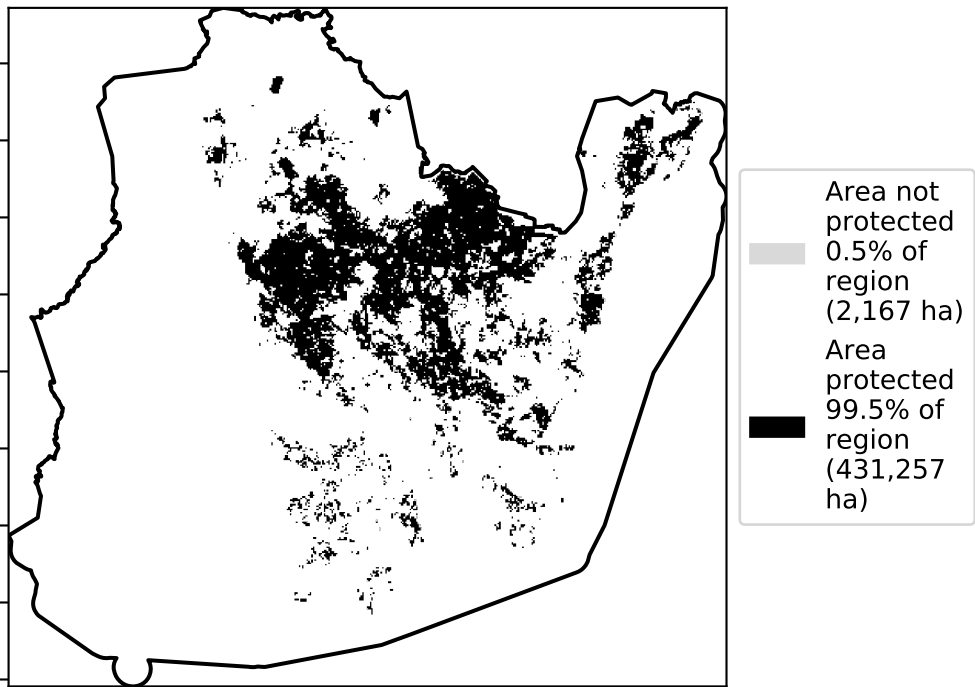 Area not
protected
0.5% of
region
(2,167 ha)
Area
protected
99.5% of
region
(431,257
ha)